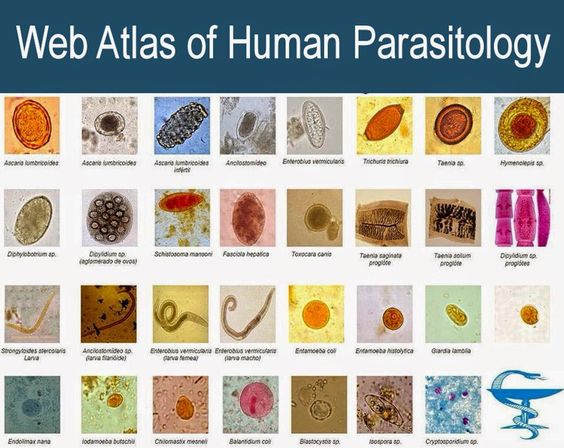 Web Atlas of Human Parasitology
Ascaris lumbricoides
Ascaris lumbricoides
Ascaris lumbricoides
infértil
Ancilostomídeo
Enterobius vermicularis
Trichuris trichiura
Taenia sp.
Hymenolepis sp.
Diphylobotrium sp.
Dipylidium sp.
(aglomerado de ovos)
Schistosoma mansoni
Fasciola hepatica
Toxocara canis
Taenia saginata
proglote
Taenia solium
proglote
Dipylidium sp.
proglotes
Strongyloides stercoralis
Larva
Ancilostomídeo sp.
(larva filarióide)
Enterobius vermicularis
(larva femea)
Enterobius vermicularis
(larva macho)
Entamoeba coli
Entamoeba histolytica
Giardia lamblia
Endolimax nana
Iodamoeba butschii
Chilomastix mesneli
Balantidium coli
Blastocystis sp.
Isospora sp.
Cryptosporidium sp.